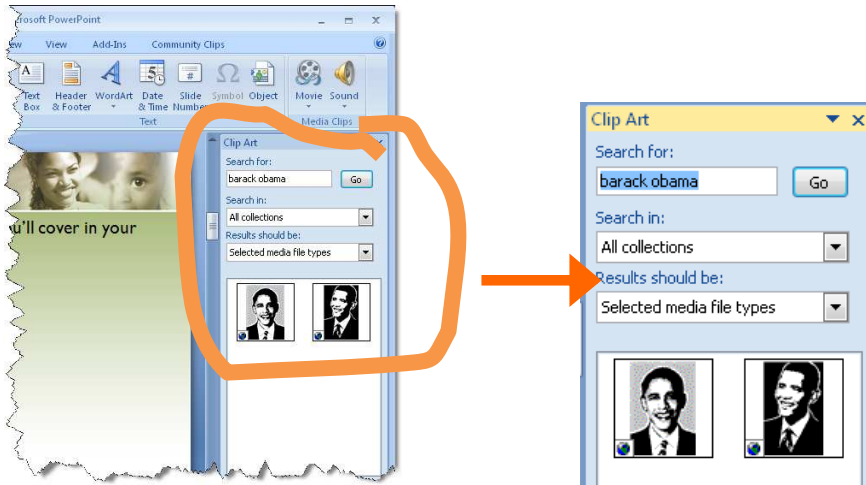 rosoft PowerPoint
ew View Add-Ins Community Clips
Text Box
Header & Footer
WordArt
Date & Time
Slide Number
Symbol
Object
Movie
Sound
Text
Media Clips
u'll cover in your
Clip Art
Search for:
barack obama
Go
Search in:
All collections
Results should be:
Selected media file types
Clip Art
Search for:
barack obama
Go
Search in:
All collections
Results should be:
Selected media file types